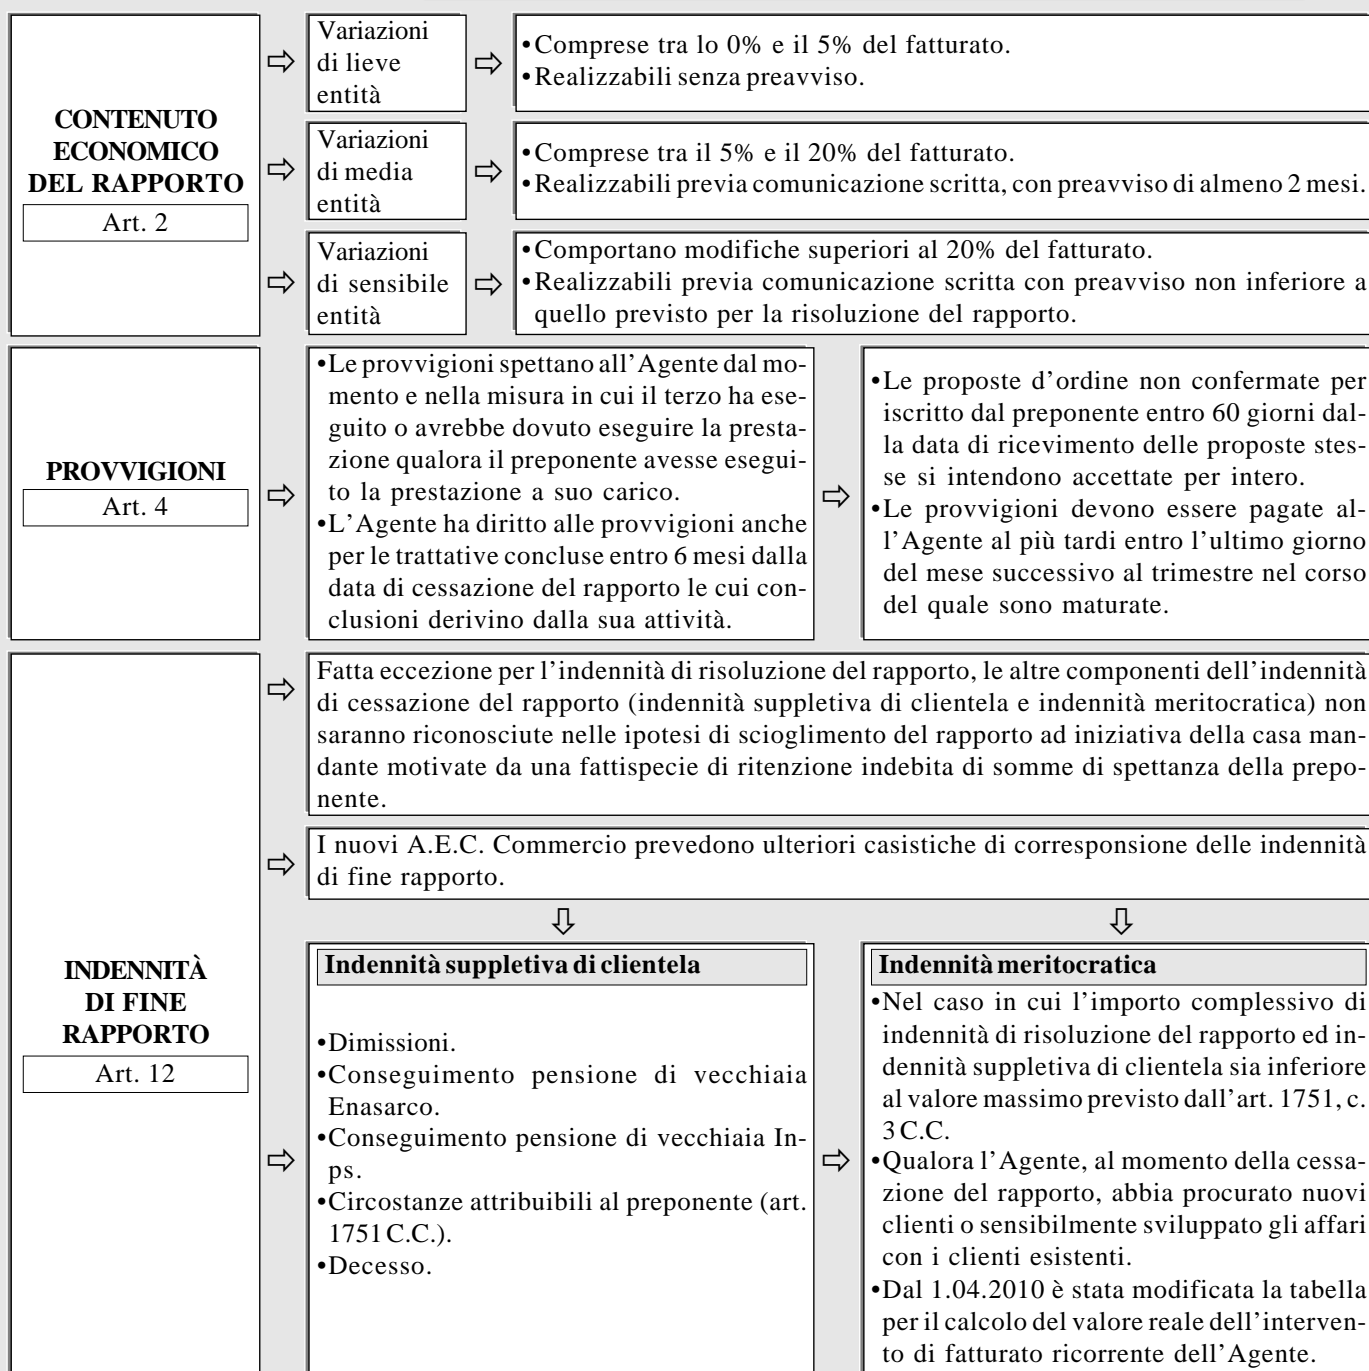 CONTENUTO
ECONOMICO
DEL RAPPORTO
Art. 2
Variazioni
di lieve
entità
•Comprese tra lo 0% e il 5% del fatturato.
•Realizzabili senza preavviso.
Variazioni
di media
entità
•Comprese tra il 5% e il 20% del fatturato.
•Realizzabili previa comunicazione scritta, con preavviso di almeno 2 mesi.
Variazioni
di sensibile
entità
•Comportano modifiche superiori al 20% del fatturato.
•Realizzabili previa comunicazione scritta con preavviso non inferiore a
quello previsto per la risoluzione del rapporto.
PROVVIGIONI
Art. 4
•Le provvigioni spettano all'Agente dal mo-
mento e nella misura in cui il terzo ha ese-
guito o avrebbe dovuto eseguire la presta-
zione qualora il preponente avesse esegui-
to la prestazione a suo carico.
•L'Agente ha diritto alle provvigioni anche
per le trattative concluse entro 6 mesi dalla
data di cessazione del rapporto le cui con-
clusioni derivino dalla sua attività.
•Le proposte d'ordine non confermate per
iscritto dal preponente entro 60 giorni dal-
la data di ricevimento delle proposte stes-
se si intendono accettate per intero.
•Le provvigioni devono essere pagate al-
l'Agente al più tardi entro l'ultimo giorno
del mese successivo al trimestre nel corso
del quale sono maturate.
INDENNITÀ
DI FINE
RAPPORTO
Art. 12
Fatta eccezione per l'indennità di risoluzione del rapporto, le altre componenti dell'indennità
di cessazione del rapporto (indennità suppletiva di clientela e indennità meritocratica) non
saranno riconosciute nelle ipotesi di scioglimento del rapporto ad iniziativa della casa man-
dante motivate da una fattispecie di ritenzione indebita di somme di spettanza della prepo-
nente.
I nuovi A.E.C. Commercio prevedono ulteriori casistiche di corresponsione delle indennità
di fine rapporto.
Indennità suppletiva di clientela
•Dimissioni.
•Conseguimento pensione di vecchiaia
Enasarco.
•Conseguimento pensione di vecchiaia In-
ps.
•Circostanze attribuibili al preponente (art.
1751 C.C.).
•Decesso.
Indennità meritocratica
•Nel caso in cui l'importo complessivo di
indennità di risoluzione del rapporto ed in-
dennità suppletiva di clientela sia inferiore
al valore massimo previsto dall'art. 1751, c.
3 C.C.
•Qualora l'Agente, al momento della cessa-
zione del rapporto, abbia procurato nuovi
clienti o sensibilmente sviluppato gli affari
con i clienti esistenti.
•Dal 1.04.2010 è stata modificata la tabella
per il calcolo del valore reale dell'interven-
to di fatturato ricorrente dell'Agente.